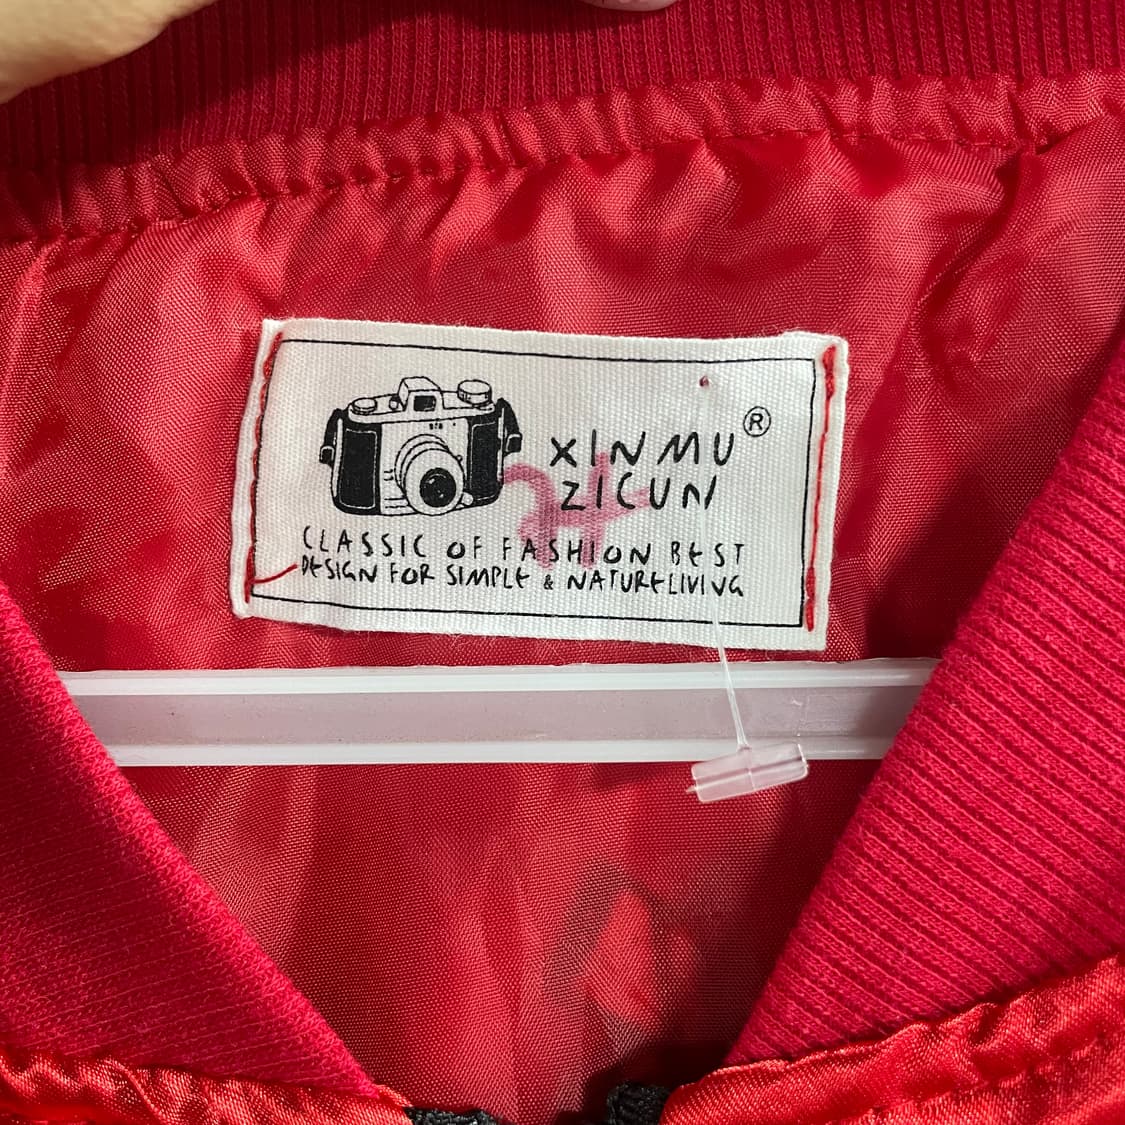 XINMU®
ZICUN
CLASSIC OF FASHION BEST
DESIGN FOR SIMPLE & NATURELIVING